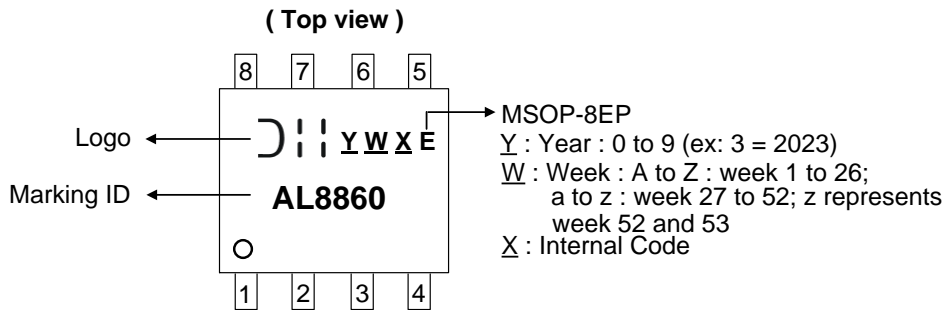 ( Top view )
8 7 6 5
Logo
Y W X E
MSOP-8EP
Y : Year : 0 to 9 (ex: 3 = 2023)
W : Week : A to Z : week 1 to 26;
a to z : week 27 to 52; z represents
week 52 and 53
X : Internal Code
Marking ID
AL8860
1 2 3 4